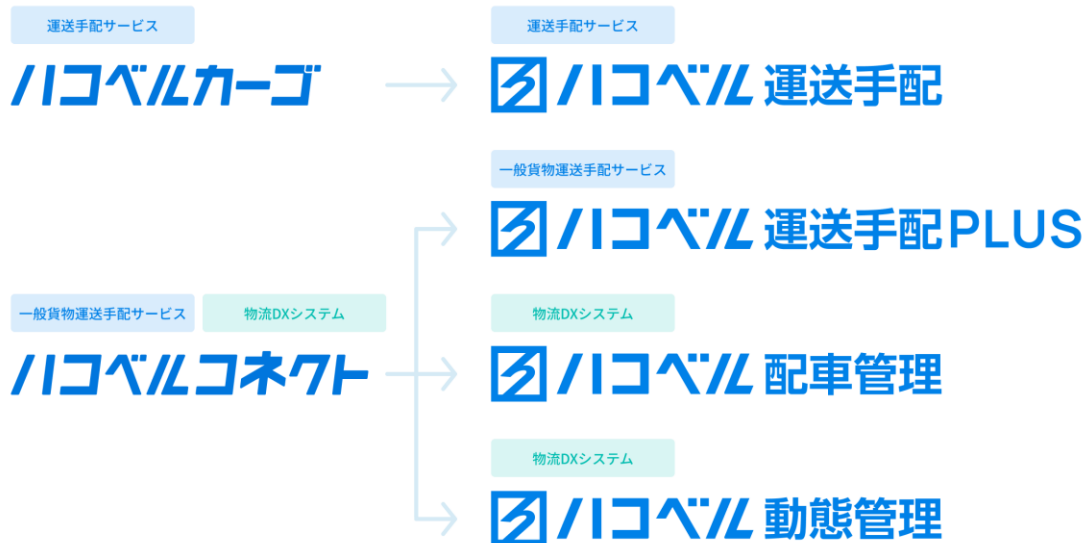 運送手配サービス
ハコベルカーゴ
運送手配サービス
ハコベル 運送手配
一般貨物運送手配サービス
ハコベル 運送手配PLUS
一般貨物運送手配サービス
物流DXシステム
ハコベルコネクト
物流DXシステム
ハコベル 配車管理
物流DXシステム
ハコベル 動態管理